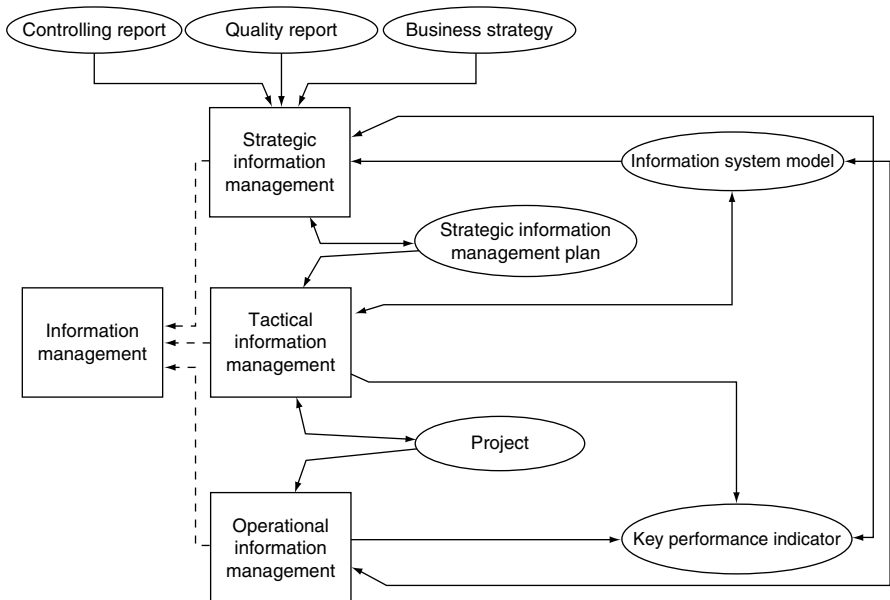 Controlling report
Quality report
Business strategy
Strategic
information
management
Information system model
Strategic information
management plan
Information
management
Tactical
information
management
Project
Operational
information
management
Key performance indicator